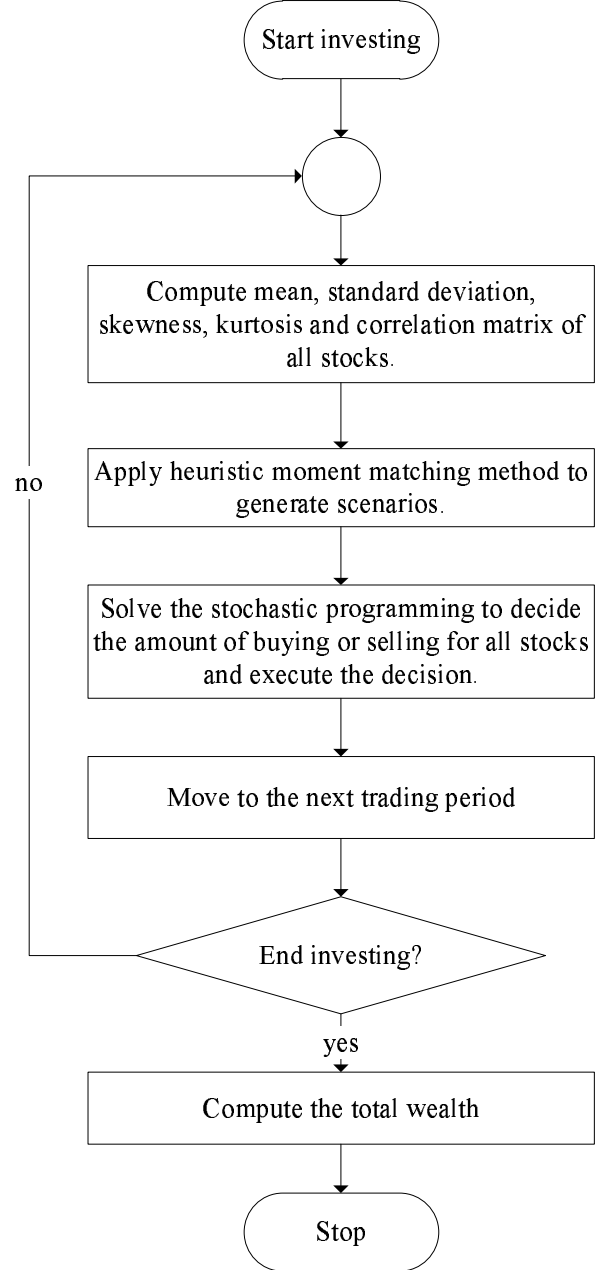 Start investing
Compute mean, standard deviation,
skewness, kurtosis and correlation matrix of
all stocks.
no
Apply heuristic moment matching method to
generate scenarios.
Solve the stochastic programming to decide
the amount of buying or selling for all stocks
and execute the decision.
Move to the next trading period
End investing?
yes
Compute the total wealth
Stop